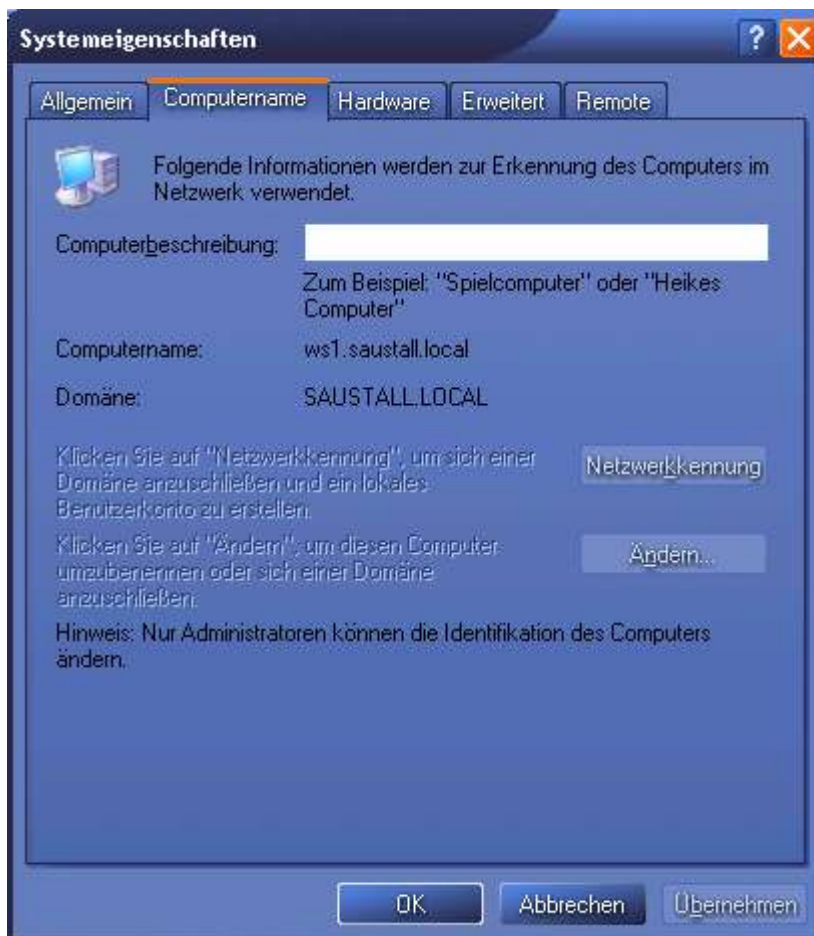 Systemeigenschaften
Allgemein Computername Hardware Erweitert Remote
Folgende Informationen werden zur Erkennung des Computers im
Netzwerk verwendet.
Computerbeschreibung:
Zum Beispiel: "Spielcomputer" oder "Heikes
Computer"
Computername: ws1.saustall.local
Domäne: SAUSTALL.LOCAL
Klicken Sie auf "Netzwerkkennung", um sich einer
Domäne anzuschließen und ein lokales
Benutzerkonto zu erstellen.
Netzwerkkennung
Klicken Sie auf "Ändern", um diesen Computer
umzubenennen oder sich einer Domäne
anzuschließen.
Ändern...
Hinweis: Nur Administratoren können die Identifikation des Computers
ändern.
OK Abbrechen Übernehmen